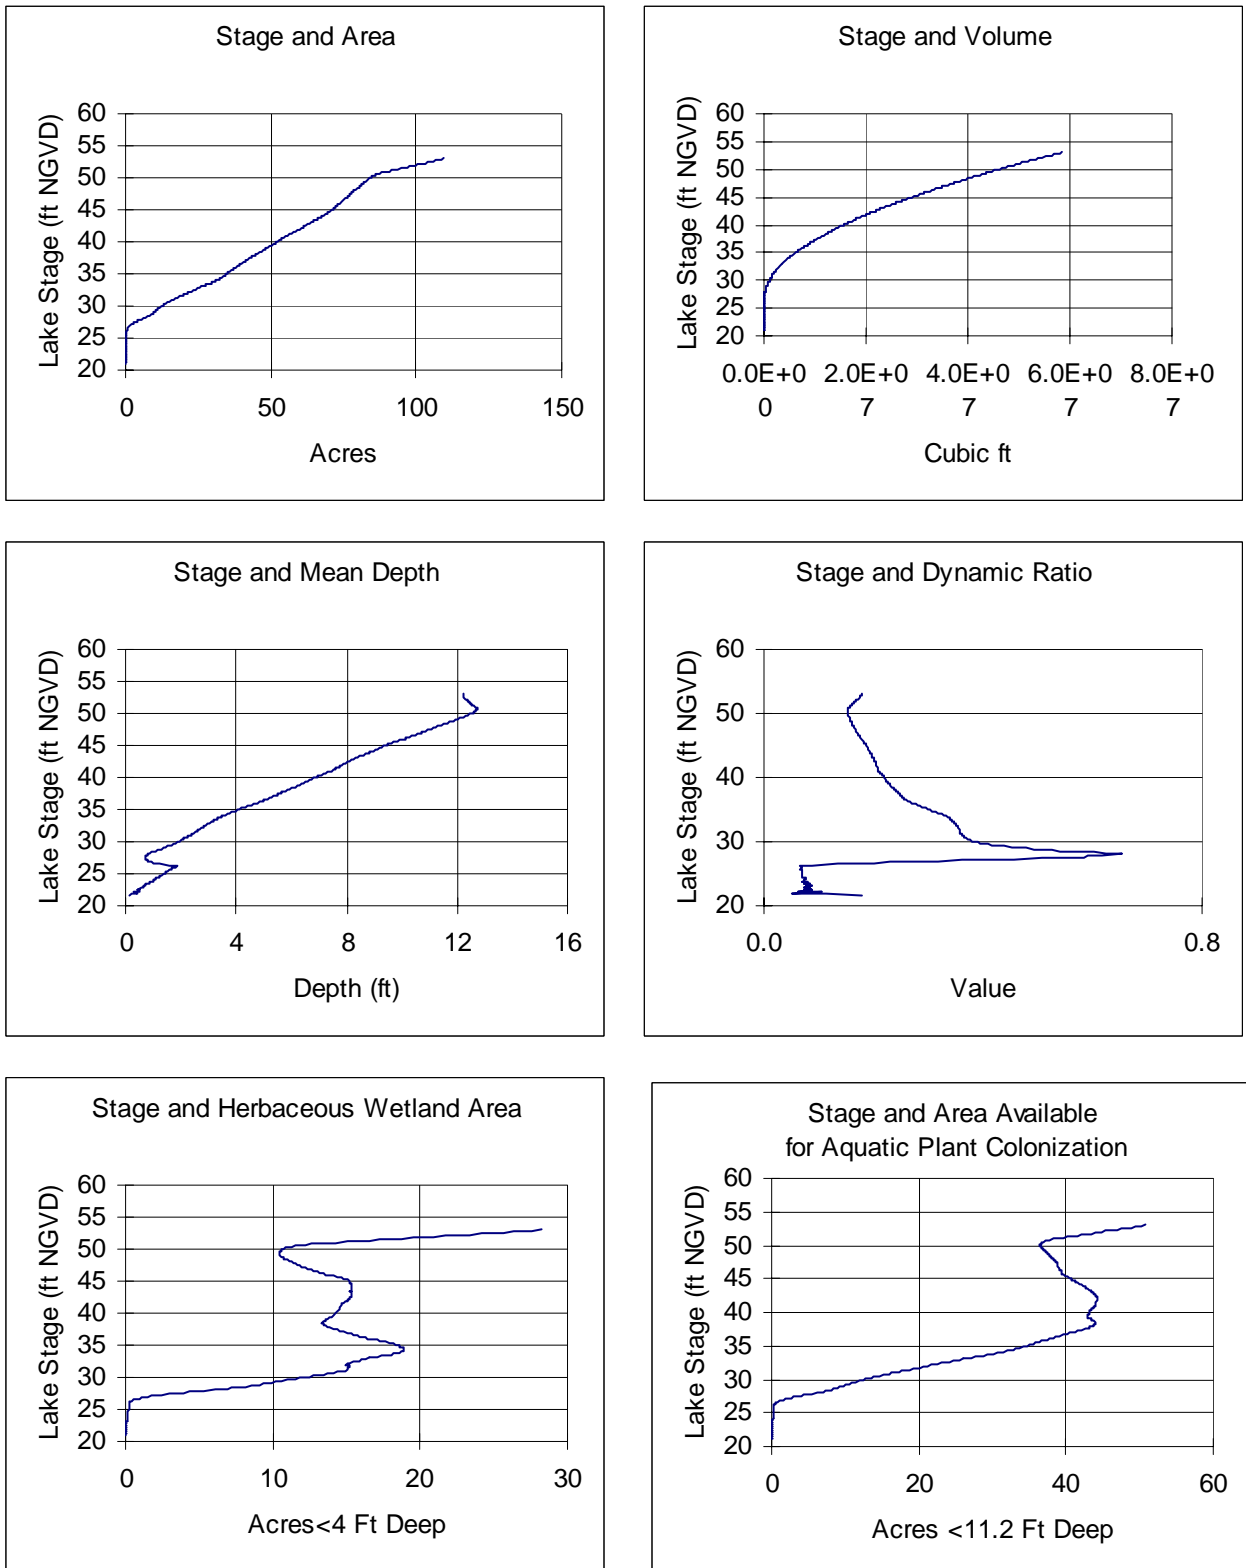 Stage and Area
Lake Stage (ft NGVD)
60
55
50
45
40
35
30
25
20
0 50 100 150
Acres
Stage and Volume
Lake Stage (ft NGVD)
60
55
50
45
40
35
30
25
20
0.0E+0 2.0E+0 4.0E+0 6.0E+0 8.0E+0
0 7 7 7 7
Cubic ft
Stage and Mean Depth
Lake Stage (ft NGVD)
60
55
50
45
40
35
30
25
20
0 4 8 12 16
Depth (ft)
Stage and Dynamic Ratio
Lake Stage (ft NGVD)
60
50
40
30
20
0.0 0.8
Value
Stage and Herbaceous Wetland Area
Lake Stage (ft NGVD)
60
55
50
45
40
35
30
25
20
0 10 20 30
Acres<4 Ft Deep
Stage and Area Available
for Aquatic Plant Colonization
Lake Stage (ft NGVD)
60
55
50
45
40
35
30
25
20
0 20 40 60
Acres <11.2 Ft Deep